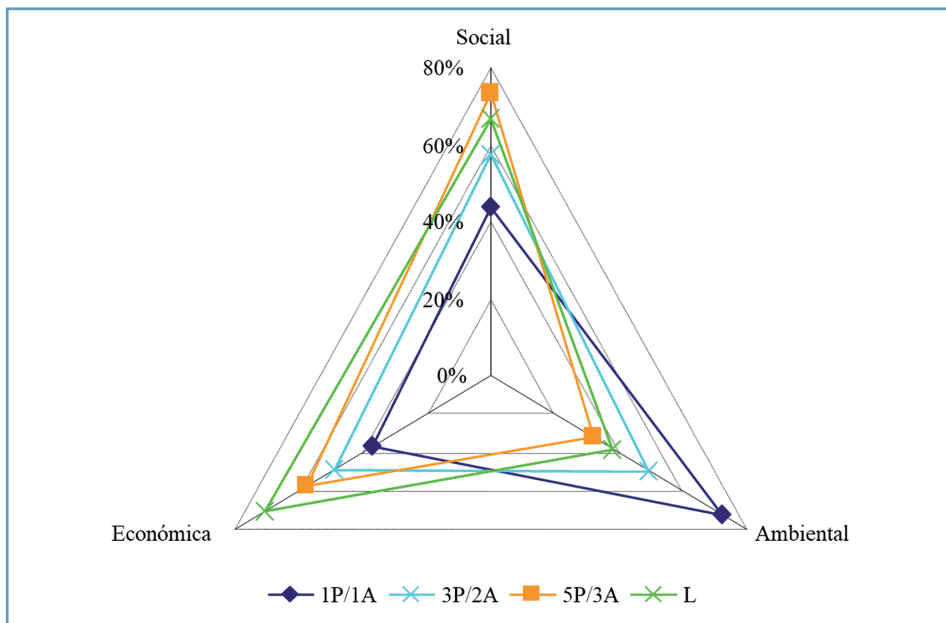 Social
80%
60%
40%
20%
0%
Económica
Ambiental
1P/1A 3P/2A 5P/3A L